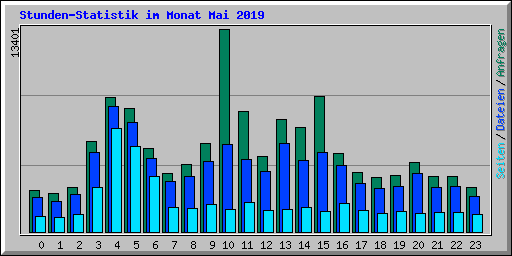 Stunden-Statistik im Monat Mai 2019
13401
Seiten/Dateien/Anfragen
0 1 2 3 4 5 6 7 8 9 10 11 12 13 14 15 16 17 18 19 20 21 22 23